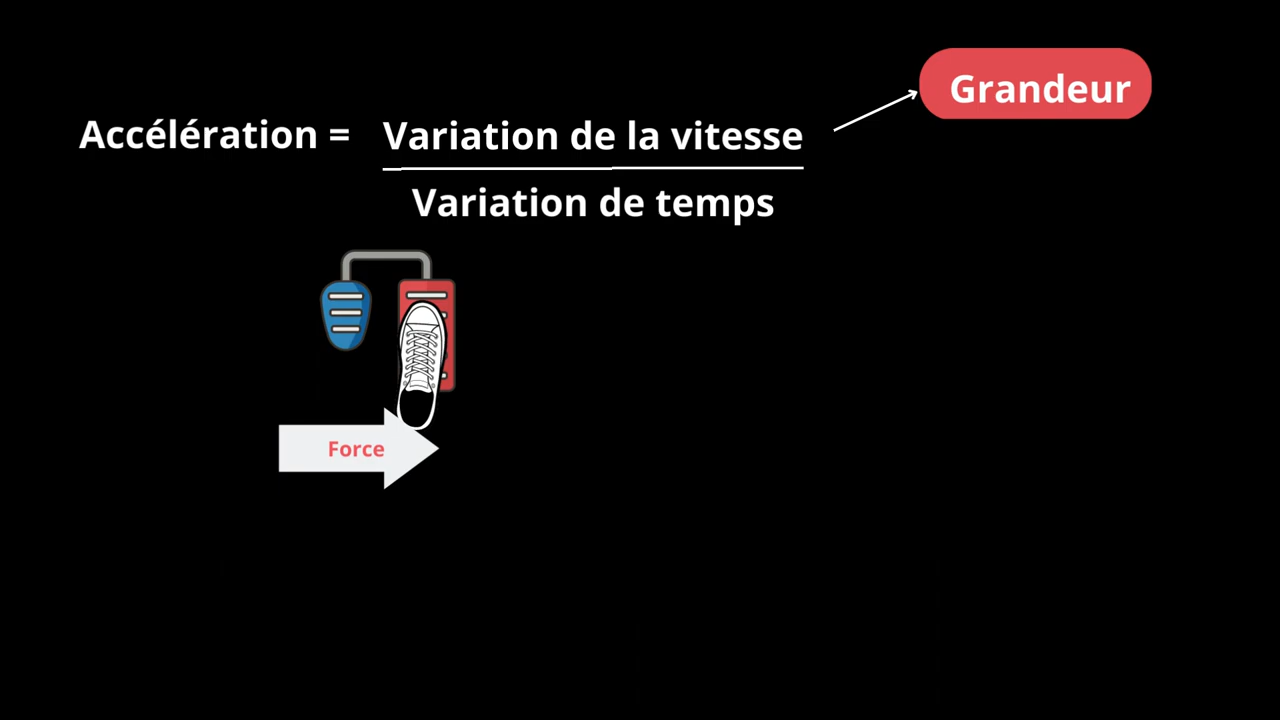 Grandeur
Accélération = Variation de la vitesse
Variation de temps
Force